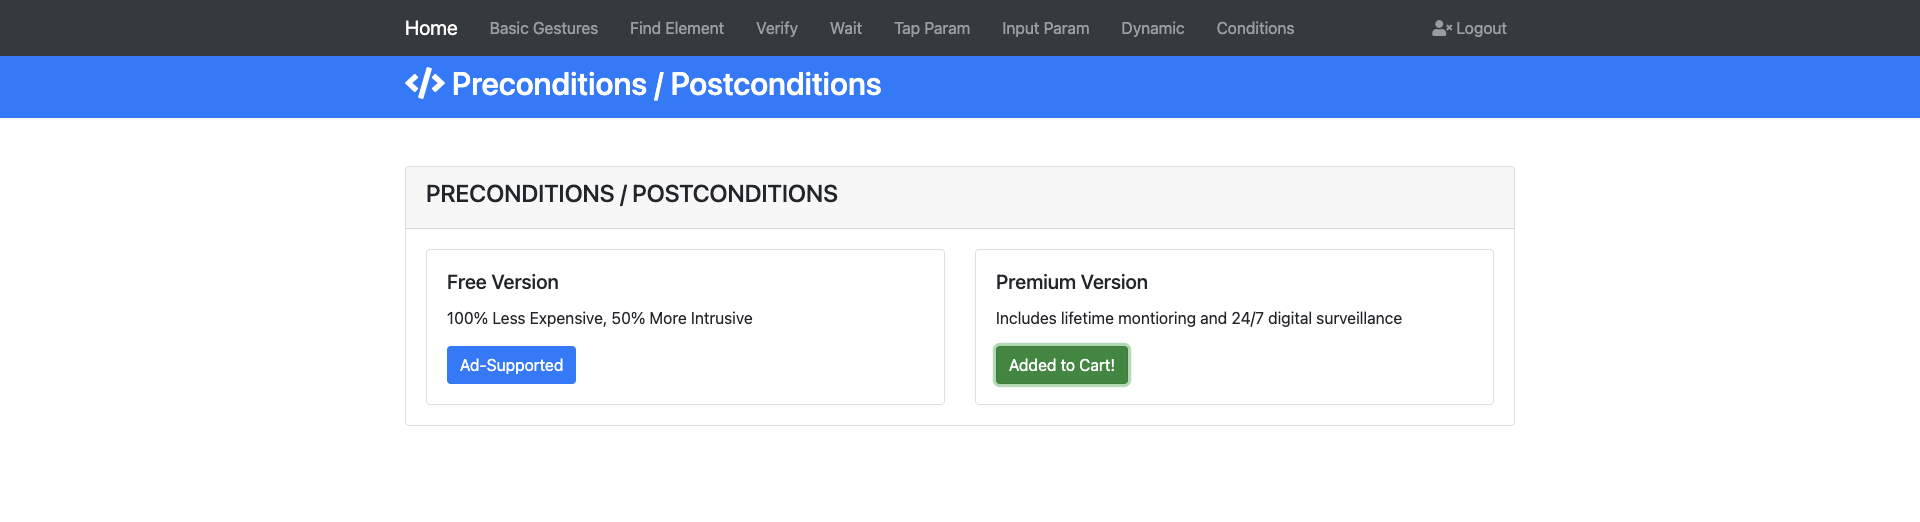 Home Basic Gestures Find Element Verify Wait Tap Param Input Param Dynamic Conditions Logout
Preconditions / Postconditions
PRECONDITIONS / POSTCONDITIONS
Free Version
100% Less Expensive, 50% More Intrusive
Ad-Supported
Premium Version
Includes lifetime montioring and 24/7 digital surveillance
Added to Cart!